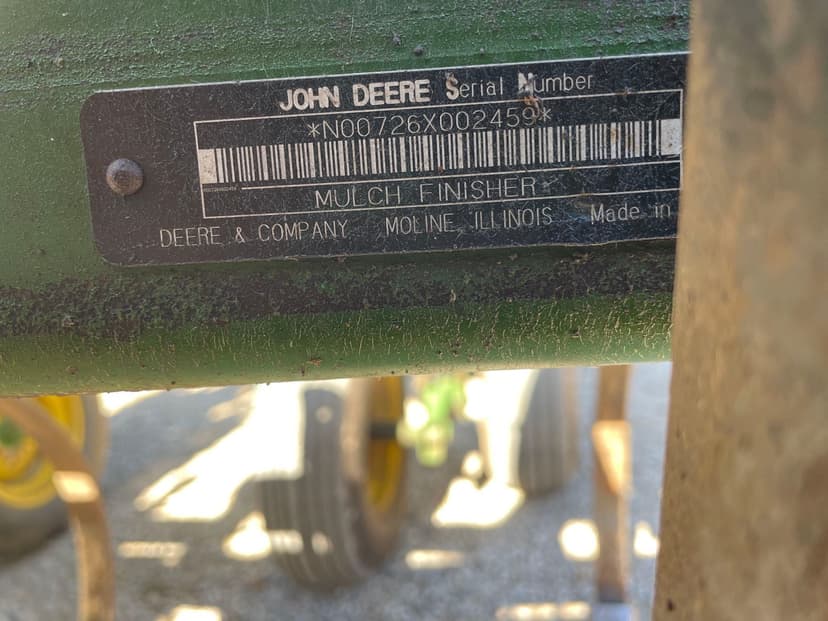 JOHN DEERE Serial Number
*N00726X002459*
MULCH FINISHER
DEERE & COMPANY MOLINE, ILLINOIS Made in